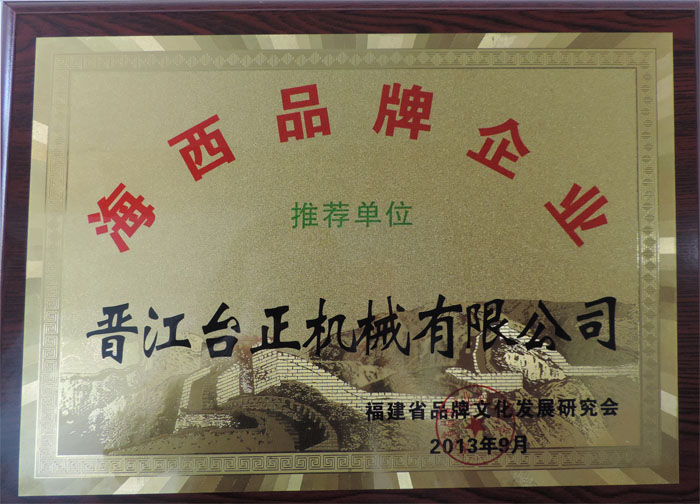 海西品牌企业
推荐单位
晋江台正机械有限公司
福建省品牌文化发展研究会
2013年9月